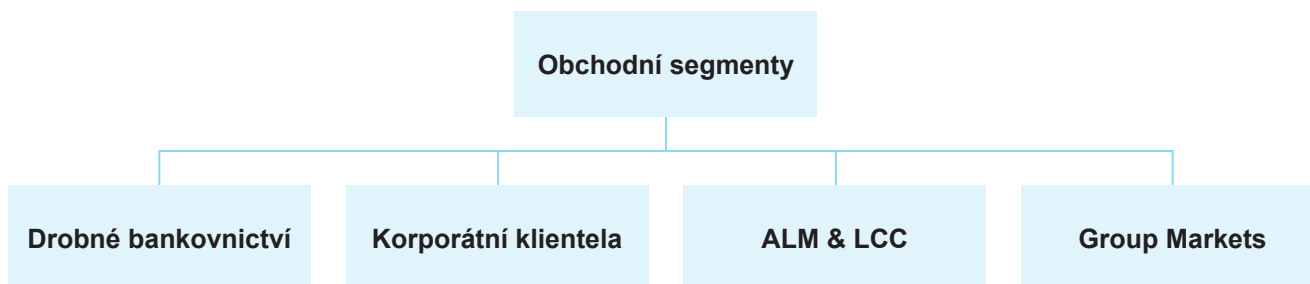 Obchodní segmenty
Drobné bankovnictví
Korporátní klientela
ALM & LCC
Group Markets